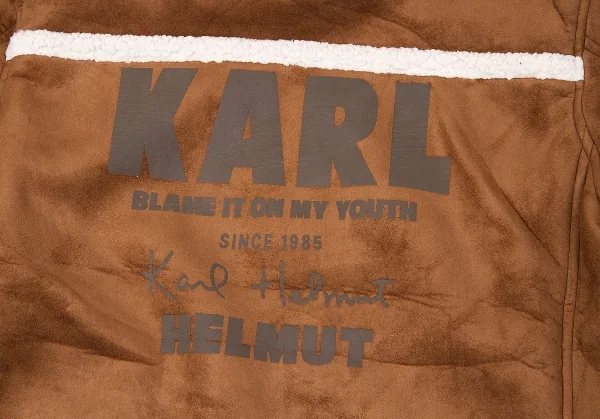 KARL
BLAME IT ON MY YOUTH
SINCE 1985
Karl Helmut
HELMUT